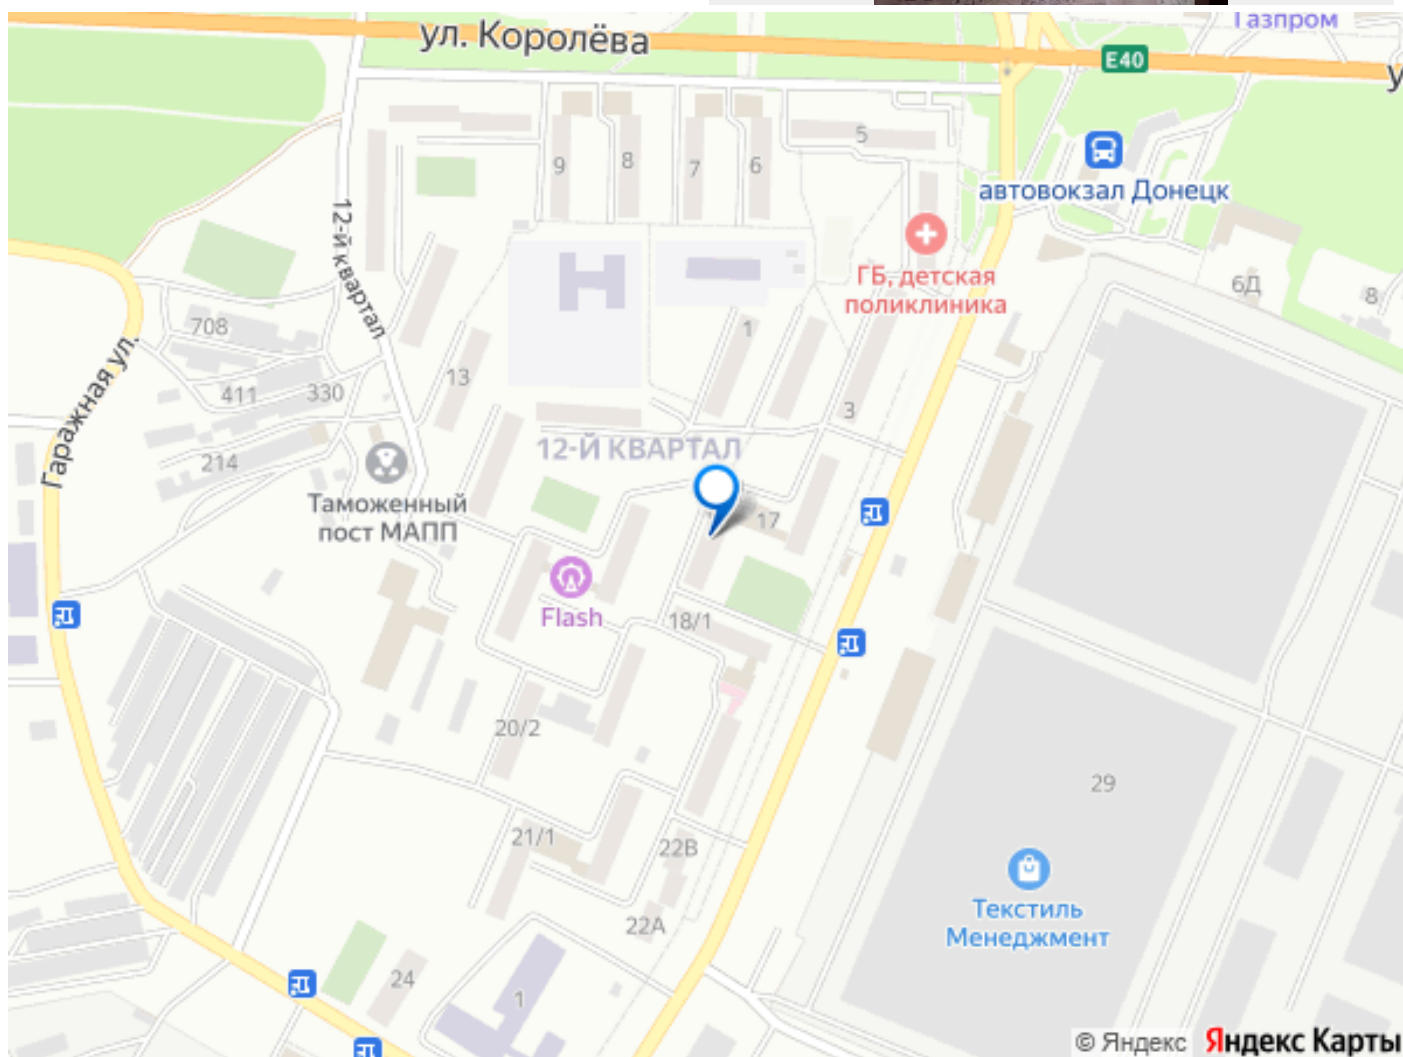 Газпром
ул. Королёва
E40
у
5
9
8
7
6
автовокзал Донецк
12-й квартал
ГБ, детская
поликлиника
6Д
8
708
1
Гаражная ул.
411
330
13
3
12-Й КВАРТАЛ
214
Таможенный
пост МАПП
17
Flash
18/1
20/2
29
21/1
22В
Текстиль
Менеджмент
22А
24
1
© Яндекс Яндекс Карты